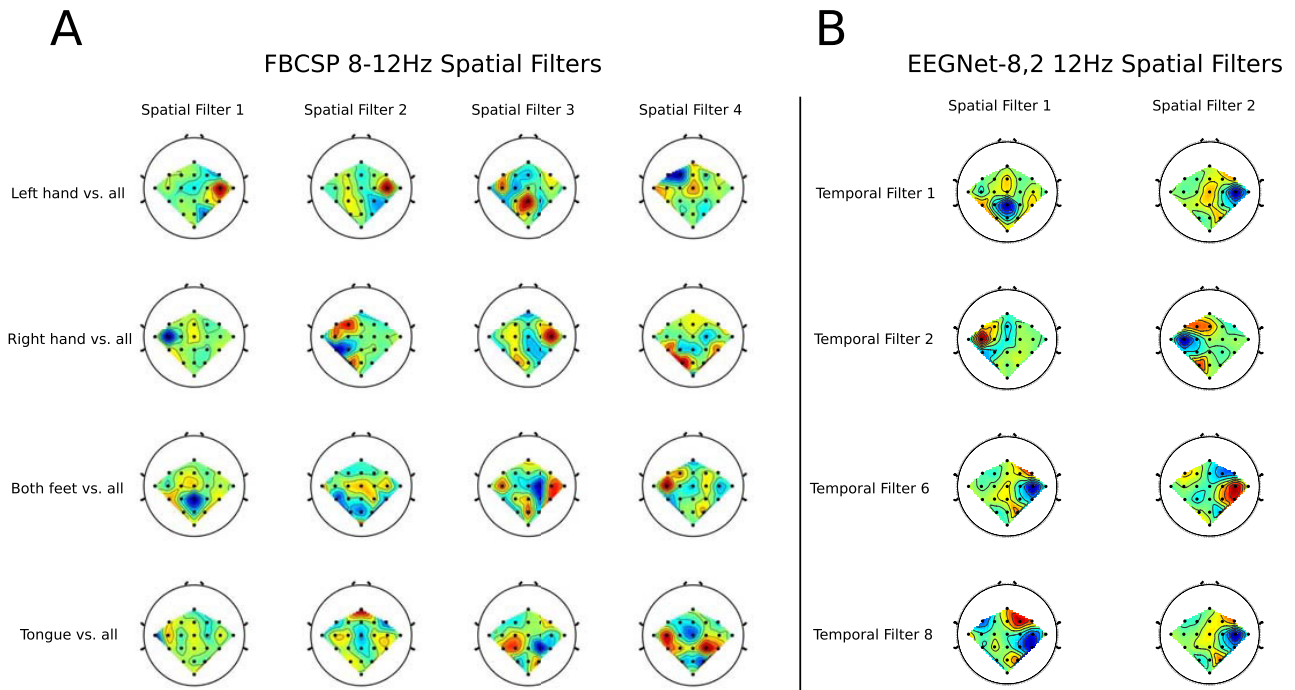 A
FBCSP 8-12Hz Spatial Filters
Spatial Filter 1
Spatial Filter 2
Spatial Filter 3
Spatial Filter 4
Left hand vs. all
Right hand vs. all
Both feet vs. all
Tongue vs. all
B
EEGNet-8,2 12Hz Spatial Filters
Spatial Filter 1
Spatial Filter 2
Temporal Filter 1
Temporal Filter 2
Temporal Filter 6
Temporal Filter 8